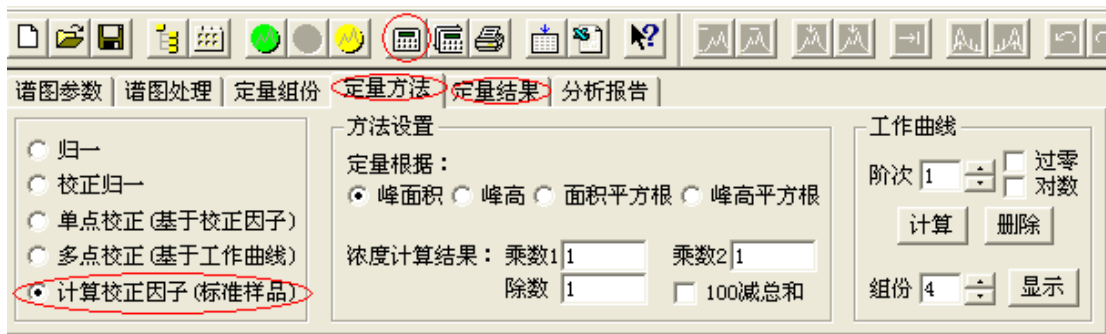 谱图参数 谱图处理 定量组份 定量方法 定量结果 分析报告
归一
校正归一
单点校正(基于校正因子)
多点校正(基于工作曲线)
计算校正因子(标准样品)
方法设置
定量根据：
峰面积 峰高 面积平方根 峰高平方根
浓度计算结果：乘数1 1 乘数2 1
除数 1 100减总和
工作曲线
阶次 1 过零
对数
计算 删除
组份 4 显示